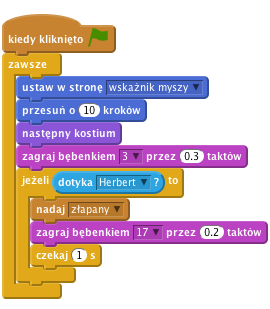 kiedy kliknięto
zawsze
ustaw w stronę wskaźnik myszy
przesuń o 10 kroków
następny kostium
zagraj bębenkiem 3 przez 0.3 taktów
jeżeli dotyka Herbert ? to
nadaj złapany
zagraj bębenkiem 17 przez 0.2 taktów
czekaj 1 s